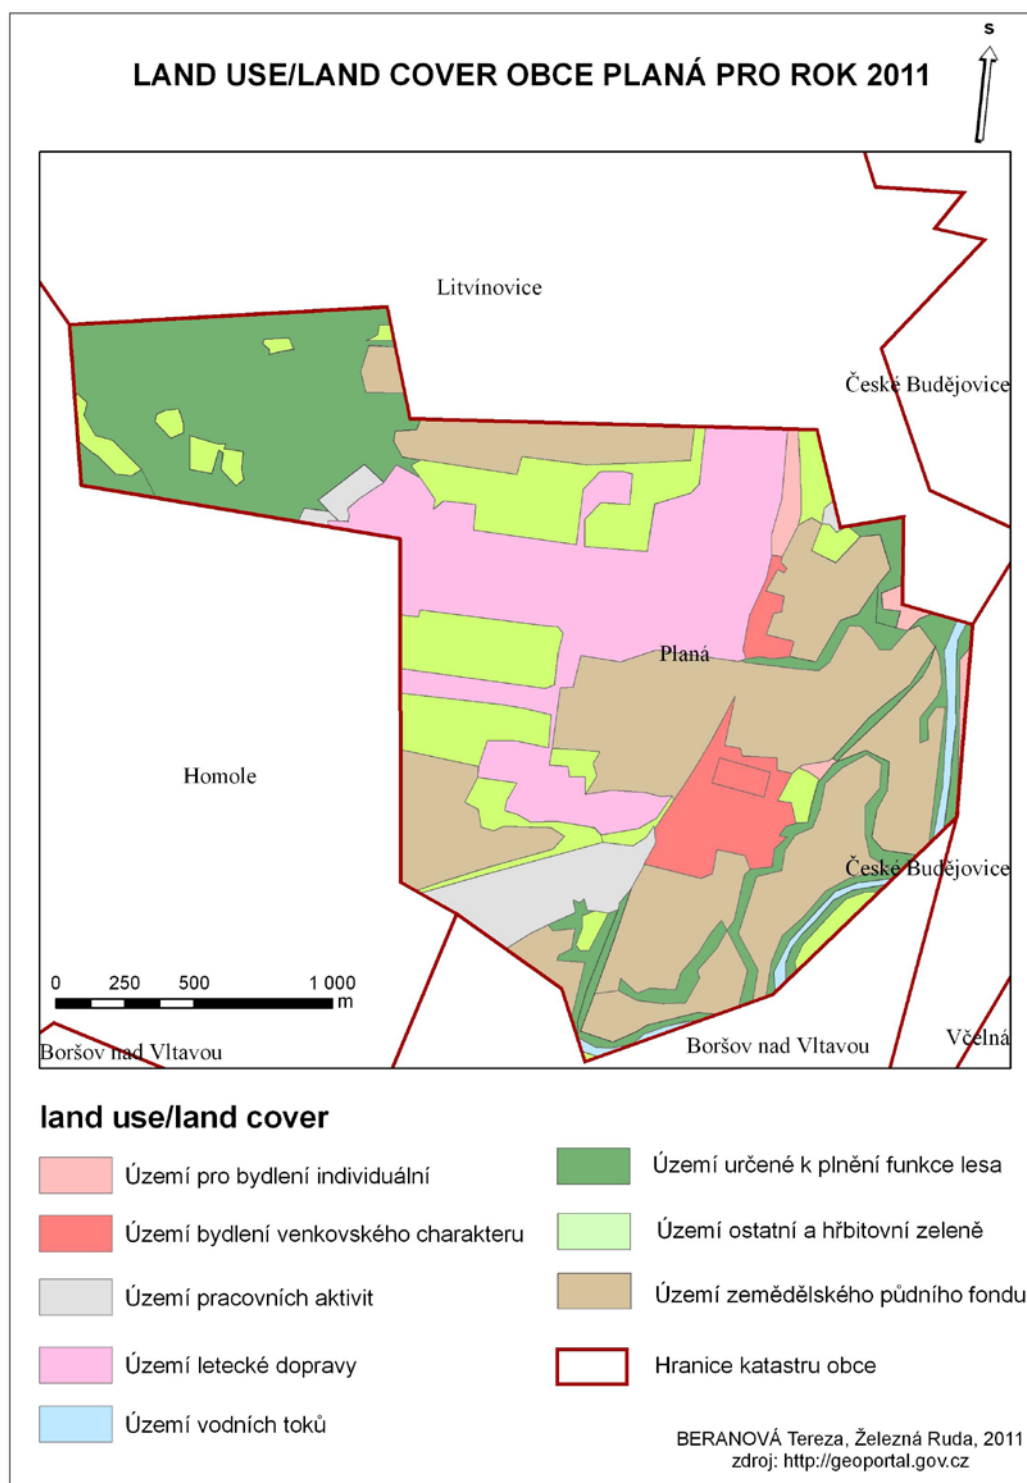 S
LAND USE/LAND COVER OBCE PLANÁ PRO ROK 2011
Litvínovice
České Budějovice
Planá
Homole
České Budějovice
0 250 500 1 000
m
Boršov nad Vltavou
Boršov nad Vltavou
Včelná
land use/land cover
Území pro bydlení individuální
Území bydlení venkovského charakteru
Území pracovních aktivit
Území letecké dopravy
Území vodních toků
Území určené k plnění funkce lesa
Území ostatní a hřbitovní zeleně
Území zemědělského půdního fondu
Hranice katastru obce
BERANOVÁ Tereza, Železná Ruda, 2011
zdroj: http://geoportal.gov.cz